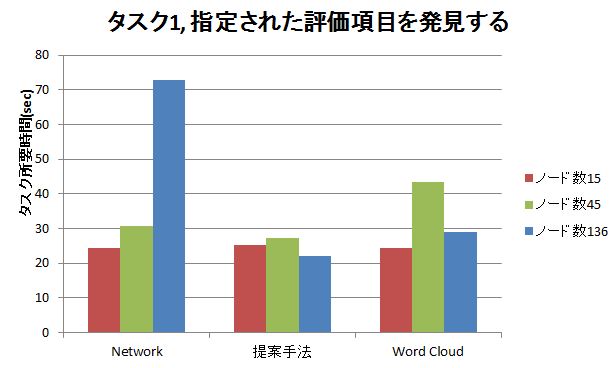 タスク1, 指定された評価項目を発見する
タスク所要時間(sec)
80
70
60
50
40
30
20
10
0
Network
提案手法
Word Cloud
ノード数15
ノード数45
ノード数136